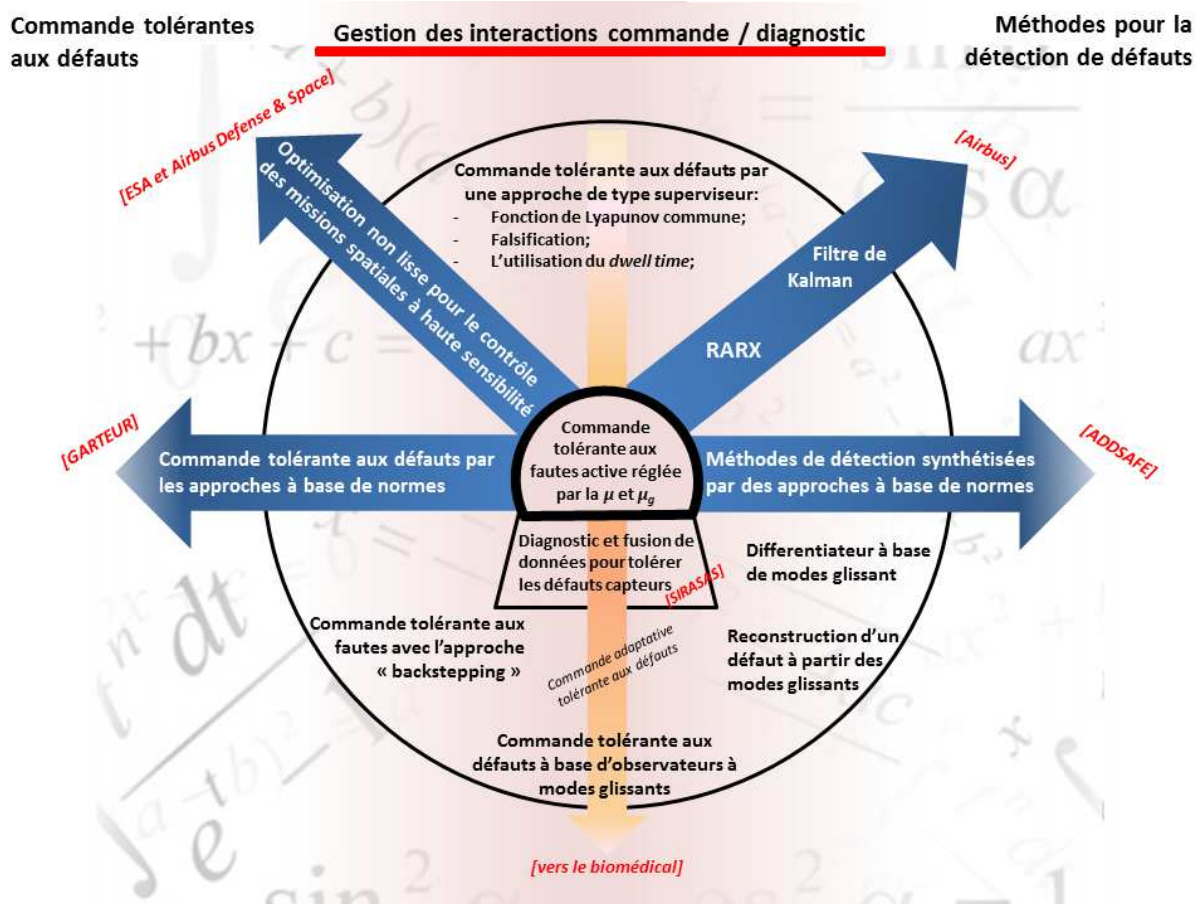 Commande tolérantes
aux défauts
Gestion des interactions commande / diagnostic
Méthodes pour la
détection de défauts
[ESA et Airbus Defense & Space]
Optimisation non lisse pour le contrôle
des missions spatiales à haute sensibilité
Commande tolérante aux défauts par
une approche de type superviseur:
- Fonction de Lyapunov commune;
- Falsification;
- L'utilisation du dwell time;
[Airbus]
Filtre de
Kalman
RARX
[GARTEUR]
Commande tolérante aux défauts par
les approches à base de normes
Commande
tolérante aux
fautes active réglée
par la μ et μg
Méthodes de détection synthétisées
par des approches à base de normes
[ADDSAFE]
Diagnostic et fusion de
données pour tolérer
les défauts capteurs
[SIRASAS]
Differentiateur à base
de modes glissant
Commande tolérante aux
fautes avec l'approche
« backstepping »
Commande adaptative
tolérante aux défauts
Reconstruction d'un
défaut à partir des
modes glissants
Commande tolérante aux
défauts à base d'observateurs à
modes glissants
[vers le biomédical]